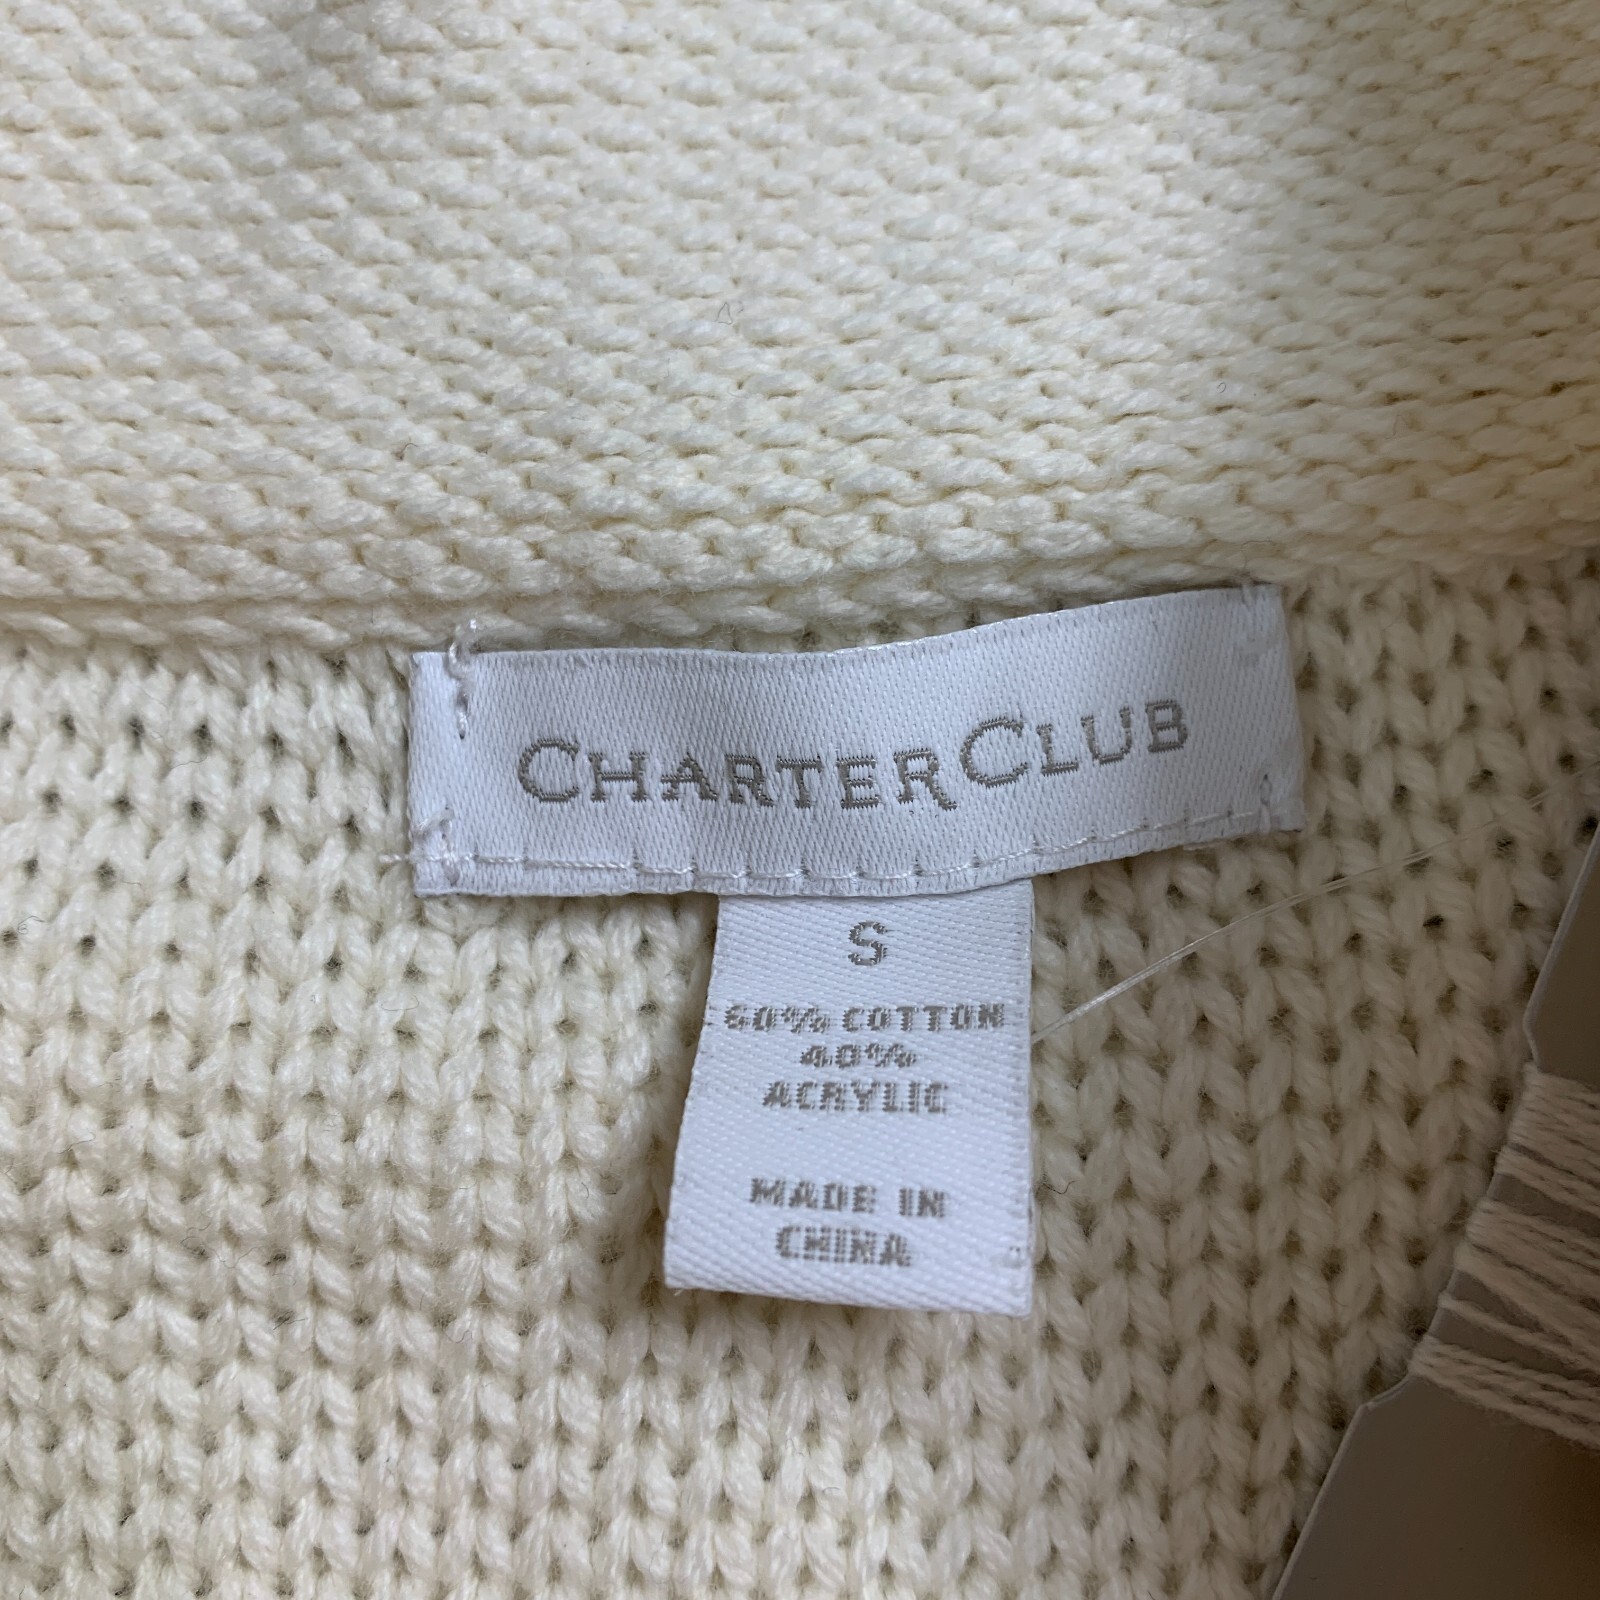 CHARTER CLUB
S
60% COTTON
40%
ACRYLIC
MADE IN
CHINA